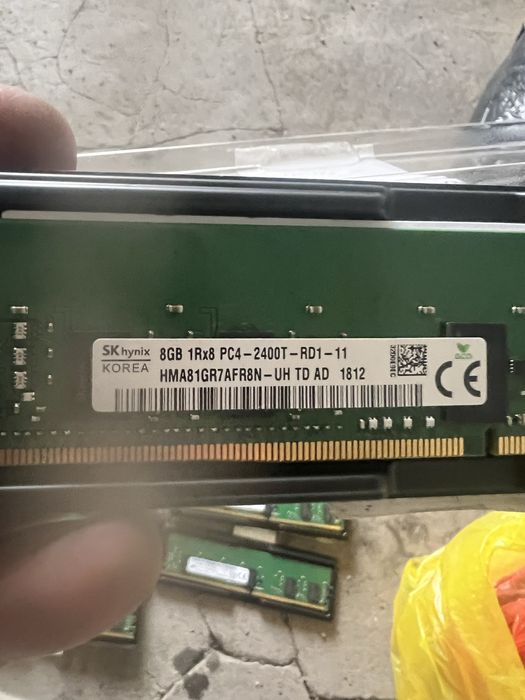 SK hynix
KOREA
8GB 1Rx8 PC4-2400T-RD1-11
HMA81GR7AFR8N-UH TD AD 1812
CE